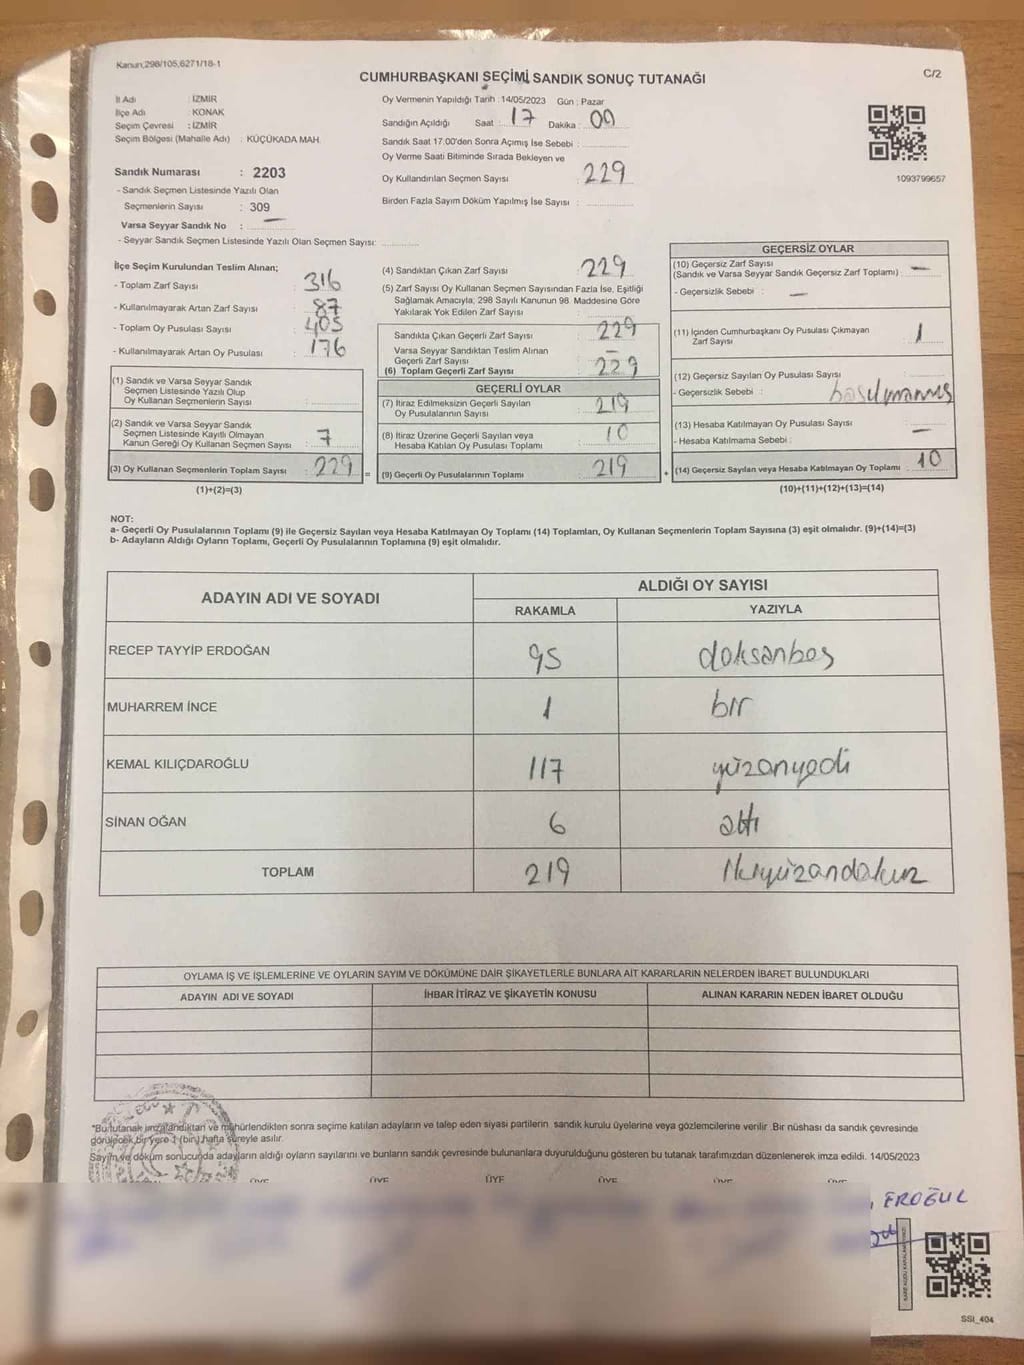 Kanun,298/105,6271/18-1
C/2
CUMHURBAŞKANI SEÇİMİ SANDIK SONUÇ TUTANAĞI
İl Adı : İZMİR
İlçe Adı : KONAK
Seçim Çevresi : İZMİR
Seçim Bölgesi (Mahalle Adı) : KÜÇÜKADA MAH.
Oy Vermenin Yapıldığı Tarih : 14/05/2023 Gün : Pazar
Sandığın Açıldığı Saat : 17 Dakika : 00
Sandık Saat 17.00'den Sonra Açılmış İse Sebebi :
Oy Verme Saati Bitiminde Sırada Bekleyen ve
Oy Kullandırılan Seçmen Sayısı : 229
Birden Fazla Sayım Döküm Yapılmış İse Sayısı :
1093799657
Sandık Numarası : 2203
- Sandık Seçmen Listesinde Yazılı Olan
Seçmenlerin Sayısı : 309
Varsa Seyyar Sandık No : —
- Seyyar Sandık Seçmen Listesinde Yazılı Olan Seçmen Sayısı:
İlçe Seçim Kurulundan Teslim Alınan;
- Toplam Zarf Sayısı : 316
- Kullanılmayarak Artan Zarf Sayısı : 87
- Toplam Oy Pusulası Sayısı : 405
- Kullanılmayarak Artan Oy Pusulası : 176
(1) Sandık ve Varsa Seyyar Sandık
Seçmen Listesinde Yazılı Olup
Oy Kullanan Seçmenlerin Sayısı :
(2) Sandık ve Varsa Seyyar Sandık
Seçmen Listesinde Kayıtlı Olmayan
Kanun Gereği Oy Kullanan Seçmen Sayısı : 7
(3) Oy Kullanan Seçmenlerin Toplam Sayısı : 229
(1)+(2)=(3)
(4) Sandıktan Çıkan Zarf Sayısı : 229
(5) Zarf Sayısı Oy Kullanan Seçmen Sayısından Fazla İse, Eşitliği
Sağlamak Amacıyla, 298 Sayılı Kanunun 98. Maddesine Göre
Yakılarak Yok Edilen Zarf Sayısı :
Sandıkta Çıkan Geçerli Zarf Sayısı : 229
Varsa Seyyar Sandıktan Teslim Alınan
Geçerli Zarf Sayısı : —
(6) Toplam Geçerli Zarf Sayısı : 229
GEÇERLİ OYLAR
(7) İtiraz Edilmeksizin Geçerli Sayılan
Oy Pusulalarının Sayısı : 219
(8) İtiraz Üzerine Geçerli Sayılan veya
Hesaba Katılan Oy Pusulası Sayısı : 10
(9) Geçerli Oy Pusulalarının Toplamı : 219
=
+
GEÇERSİZ OYLAR
(10) Geçersiz Zarf Sayısı
(Sandık ve Varsa Seyyar Sandık Geçersiz Zarf Toplamı) : —
- Geçersizlik Sebebi : —
(11) İçinden Cumhurbaşkanı Oy Pusulası Çıkmayan
Zarf Sayısı : 1
(12) Geçersiz Sayılan Oy Pusulası Sayısı :
- Geçersizlik Sebebi : basılmamış
(13) Hesaba Katılmayan Oy Pusulası Sayısı : —
- Hesaba Katılmama Sebebi :
(14) Geçersiz Sayılan veya Hesaba Katılmayan Oy Toplamı : 10
(10)+(11)+(12)+(13)=(14)
NOT:
a- Geçerli Oy Pusulalarının Toplamı (9) ile Geçersiz Sayılan veya Hesaba Katılmayan Oy Toplamı (14) Toplamları, Oy Kullanan Seçmenlerin Toplam Sayısına (3) eşit olmalıdır. (9)+(14)=(3)
b- Adayların Aldığı Oyların Toplamı, Geçerli Oy Pusulalarının Toplamına (9) eşit olmalıdır.
ADAYIN ADI VE SOYADI
ALDIĞI OY SAYISI
RAKAMLA YAZIYLA
RECEP TAYYİP ERDOĞAN 95 doksanbeş
MUHARREM İNCE 1 bir
KEMAL KILIÇDAROĞLU 117 yüzonyedi
SİNAN OĞAN 6 altı
TOPLAM 219 ikiyüzondokuz
OYLAMA İŞ VE İŞLEMLERİNE VE OYLARIN SAYIM VE DÖKÜMÜNE DAİR ŞİKAYETLERLE BUNLARA AİT KARARLARIN NELERDEN İBARET BULUNDUKLARI
ADAYIN ADI VE SOYADI İHBAR İTİRAZ VE ŞİKAYETİN KONUSU ALINAN KARARIN NEDEN İBARET OLDUĞU
"Bu tutanak imzalandıktan ve mühürlendikten sonra seçime katılan adayların ve talep eden siyasi partilerin, sandık kurulu üyelerine veya gözlemcilerine verilir .Bir nüshası da sandık çevresinde
görülecek bir yere 1 (bir) hafta süreyle asılır.
Sayım ve döküm sonucunda adayların aldığı oyların sayılarını ve bunların sandık çevresinde bulunanlara duyurulduğunu gösteren bu tutanak tarafımızdan düzenlenerek imza edildi. 14/05/2023
ÜYE ÜYE ÜYE ÜYE ÜYE ÜYE
EROĞUL
SSI_404